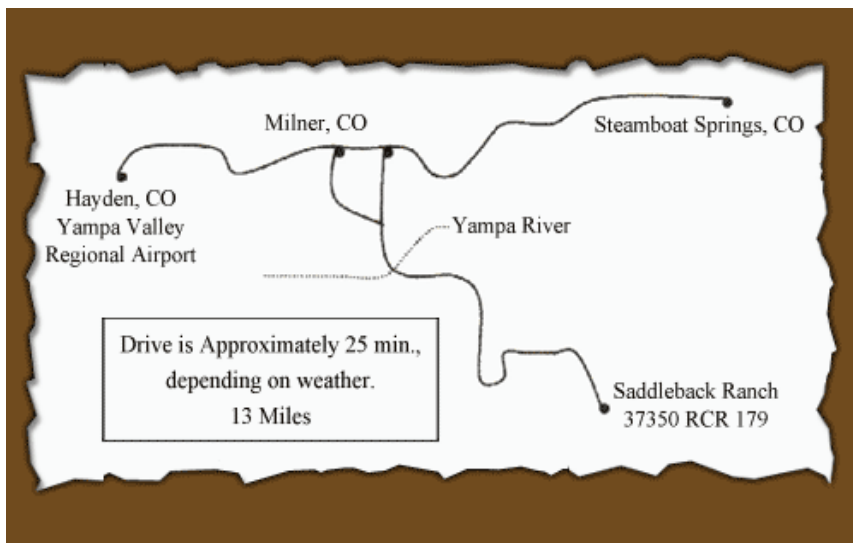 Milner, CO
Steamboat Springs, CO
Hayden, CO
Yampa Valley
Regional Airport
Yampa River
Drive is Approximately 25 min.,
depending on weather.
13 Miles
Saddleback Ranch
37350 RCR 179